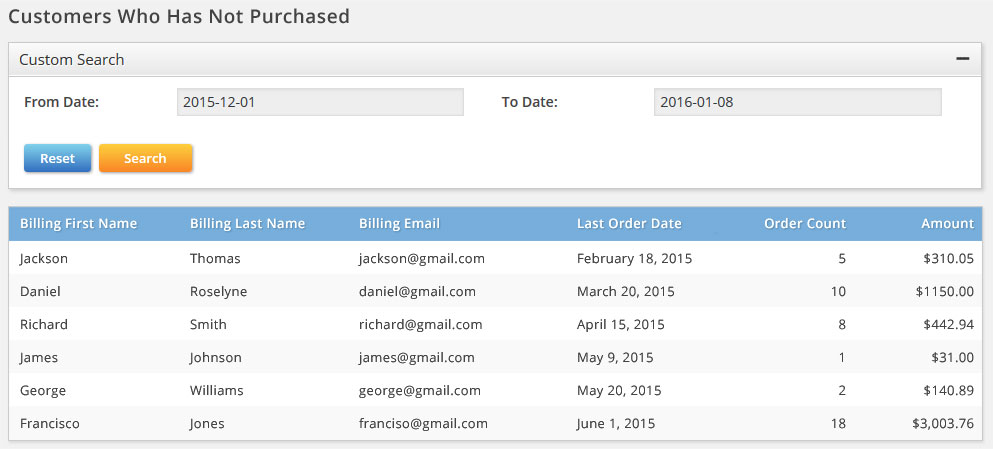 Customers Who Has Not Purchased
Custom Search
From Date: 2015-12-01 To Date: 2016-01-08
Reset Search
Billing First Name Billing Last Name Billing Email Last Order Date Order Count Amount
Jackson Thomas jackson@gmail.com February 18, 2015 5 $310.05
Daniel Roselyne daniel@gmail.com March 20, 2015 10 $1150.00
Richard Smith richard@gmail.com April 15, 2015 8 $442.94
James Johnson james@gmail.com May 9, 2015 1 $31.00
George Williams george@gmail.com May 20, 2015 2 $140.89
Francisco Jones franciso@gmail.com June 1, 2015 18 $3,003.76